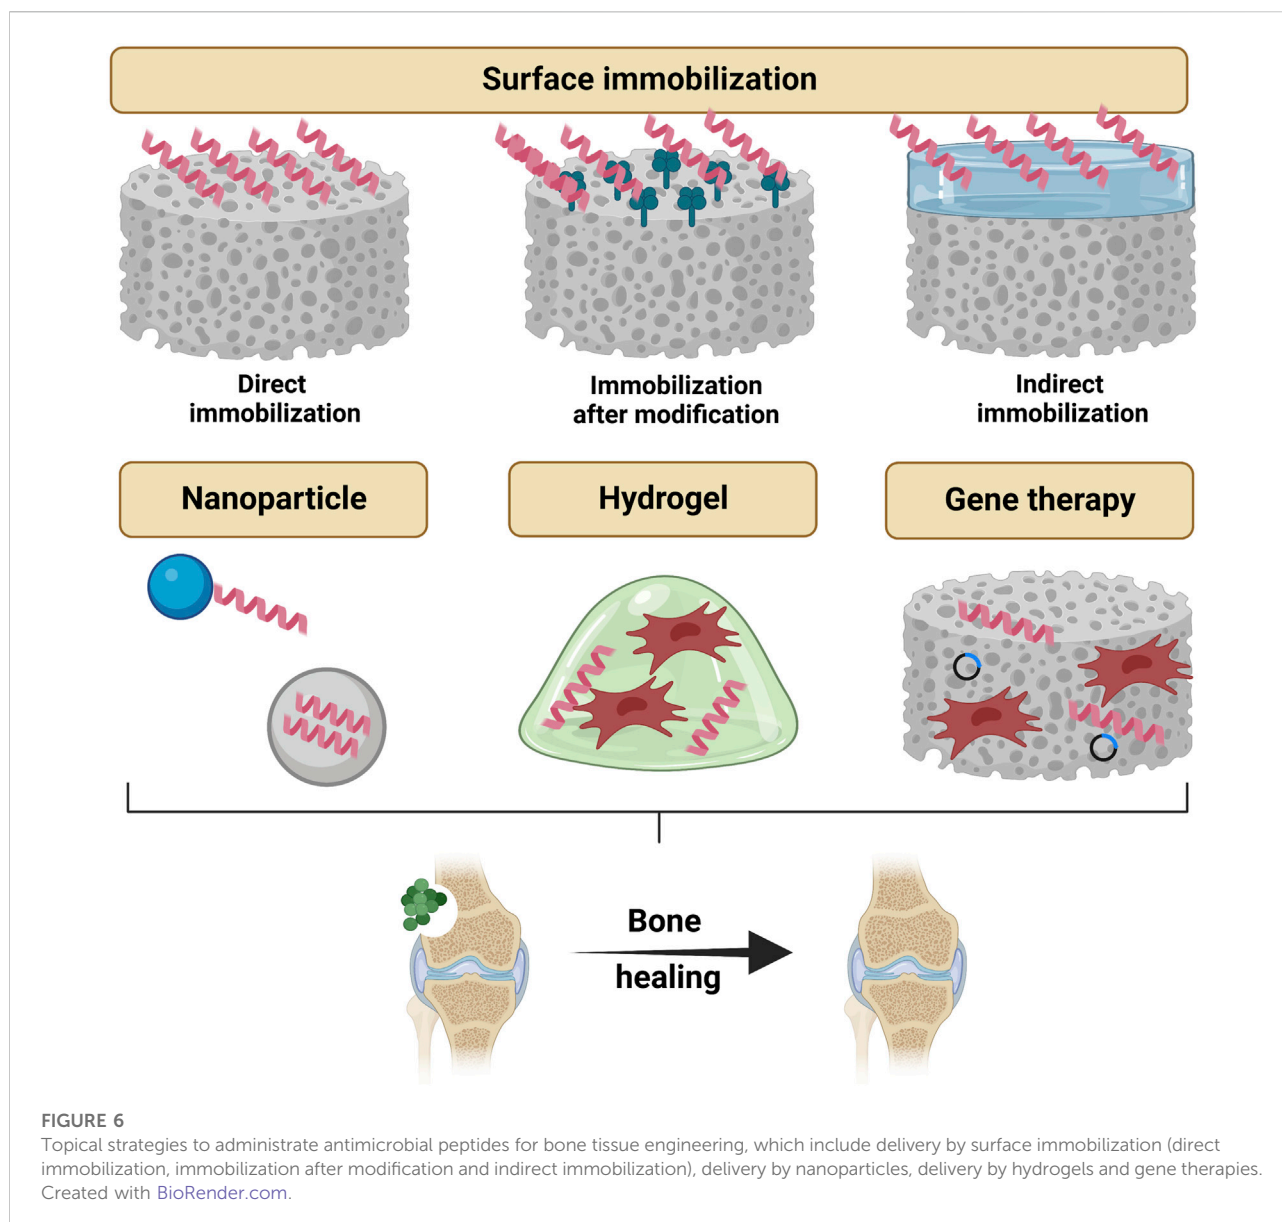 Surface immobilization
Direct
immobilization
Immobilization
after modification
Indirect
immobilization
Nanoparticle
Hydrogel
Gene therapy
Bone
healing
FIGURE 6
Topical strategies to administrate antimicrobial peptides for bone tissue engineering, which include delivery by surface immobilization (direct
immobilization, immobilization after modification and indirect immobilization), delivery by nanoparticles, delivery by hydrogels and gene therapies.
Created with BioRender.com.